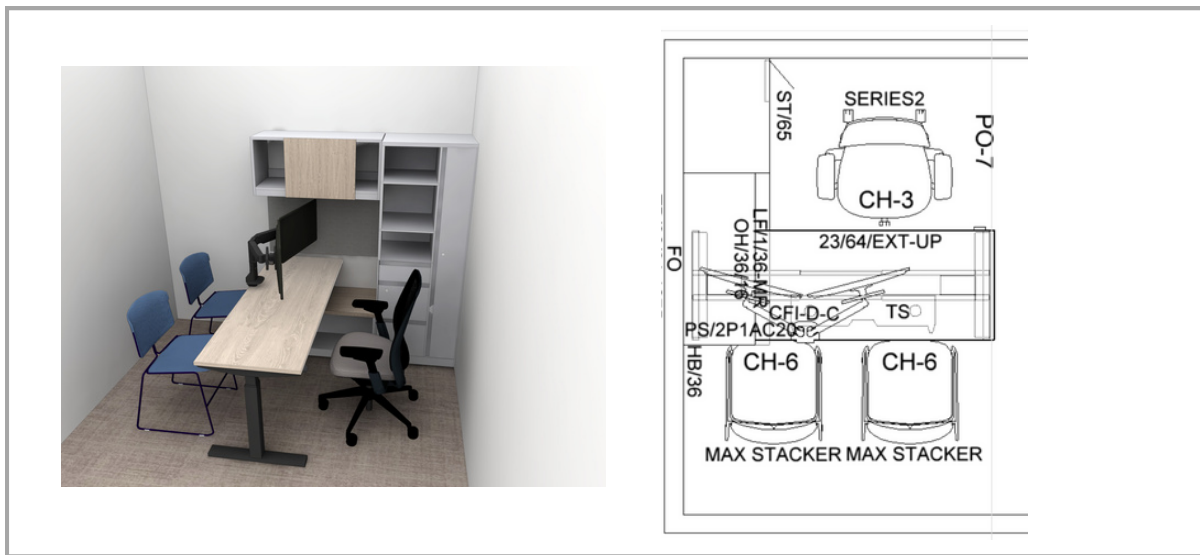 ST/65
SERIES2
PO-7
CH-3
LF/1/36-MR
OH/36/16
23/64/EXT-UP
FO
CFI-D-C
TS
PS/2P1AC20
HB/36
CH-6
CH-6
MAX STACKER
MAX STACKER